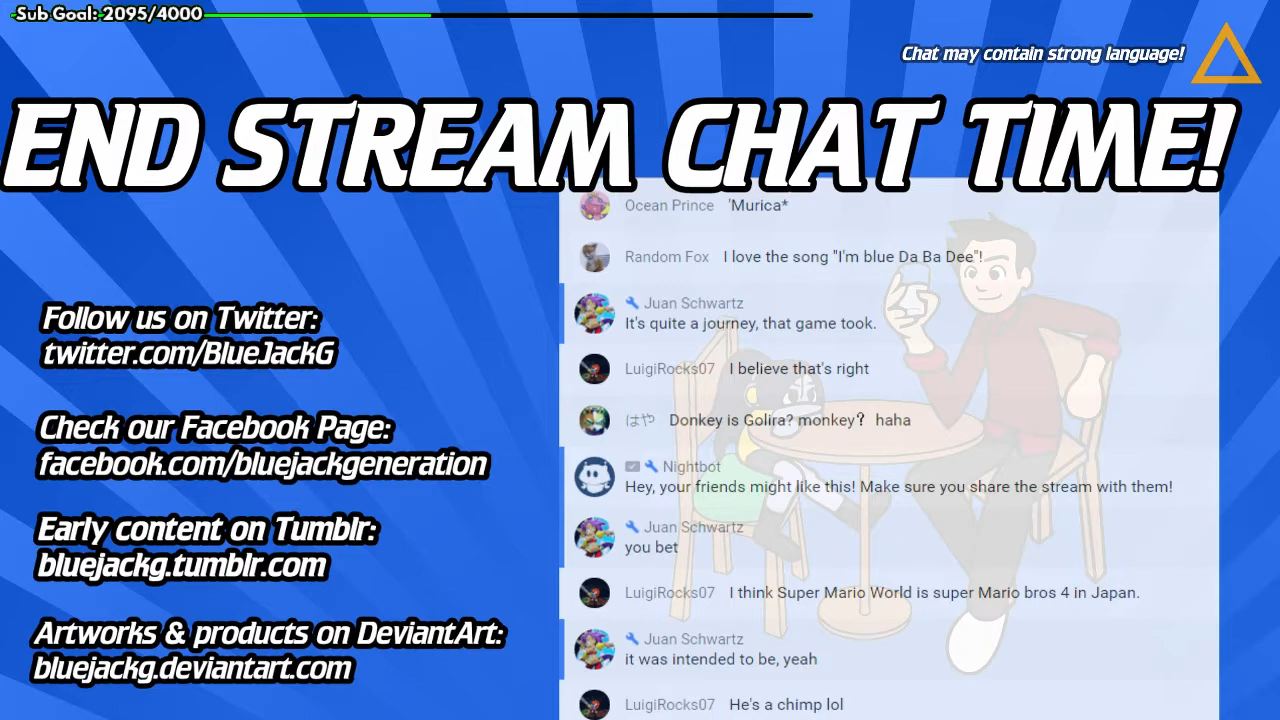 Sub Goal: 2095/4000
Chat may contain strong language!
END STREAM CHAT TIME!
Follow us on Twitter:
twitter.com/BlueJackG
Check our Facebook Page:
facebook.com/bluejackgeneration
Early content on Tumblr:
bluejackg.tumblr.com
Artworks & products on DeviantArt:
bluejackg.deviantart.com
Ocean Prince 'Murica*
Random Fox I love the song "I'm blue Da Ba Dee"!
Juan Schwartz
It's quite a journey, that game took.
LuigiRocks07 I believe that's right
はや Donkey is Golira? monkey？ haha
Nightbot
Hey, your friends might like this! Make sure you share the stream with them!
Juan Schwartz
you bet
LuigiRocks07 I think Super Mario World is super Mario bros 4 in Japan.
Juan Schwartz
it was intended to be, yeah
LuigiRocks07 He's a chimp lol